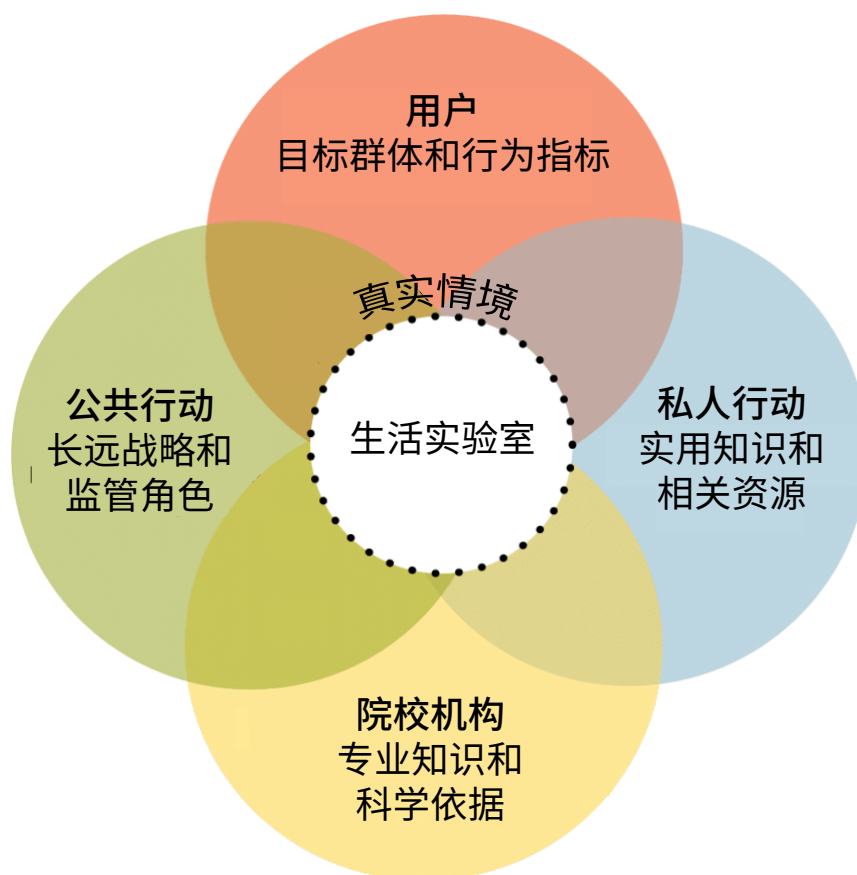 用户
目标群体和行为指标
真实情境
公共行动
长远战略和
监管角色
生活实验室
私人行动
实用知识和
相关资源
院校机构
专业知识和
科学依据